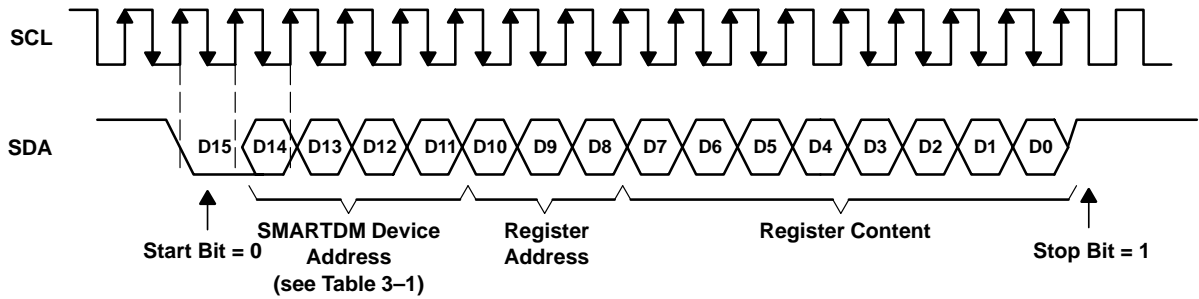 SCL
SDA
D15 D14 D13 D12 D11 D10 D9 D8 D7 D6 D5 D4 D3 D2 D1 D0
Start Bit = 0
SMARTDM Device
Address
(see Table 3–1)
Register
Address
Register Content
Stop Bit = 1